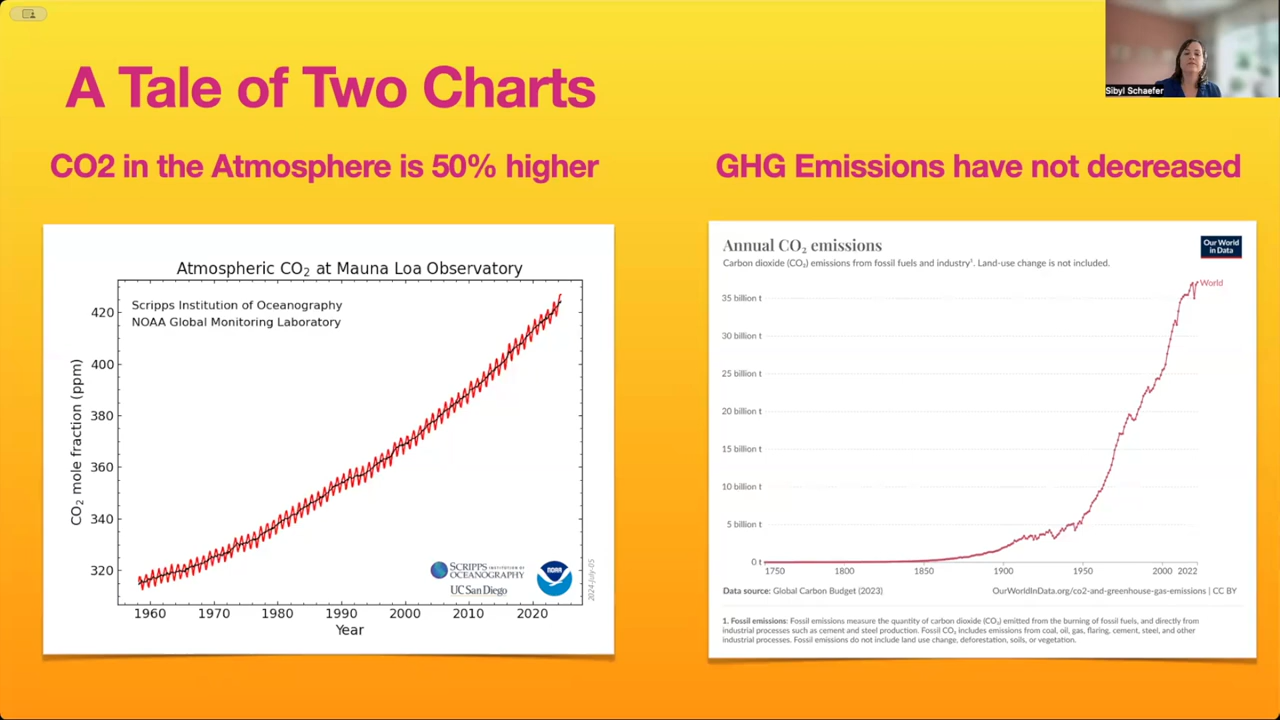 A Tale of Two Charts
Sibyl Schaefer
CO2 in the Atmosphere is 50% higher
GHG Emissions have not decreased
Atmospheric CO₂ at Mauna Loa Observatory
Scripps Institution of Oceanography
NOAA Global Monitoring Laboratory
CO₂ mole fraction (ppm)
420
400
380
360
340
320
1960 1970 1980 1990 2000 2010 2020
Year
SCRIPPS INSTITUTION OF
OCEANOGRAPHY
UC San Diego
NOAA
2024-July-05
Annual CO₂ emissions
Our World
in Data
Carbon dioxide (CO₂) emissions from fossil fuels and industry¹. Land-use change is not included.
World
35 billion t
30 billion t
25 billion t
20 billion t
15 billion t
10 billion t
5 billion t
0 t
1750 1800 1850 1900 1950 2000 2022
Data source: Global Carbon Budget (2023)
OurWorldInData.org/co2-and-greenhouse-gas-emissions | CC BY
1. Fossil emissions: Fossil emissions measure the quantity of carbon dioxide (CO₂) emitted from the burning of fossil fuels, and directly from
industrial processes such as cement and steel production. Fossil CO₂ includes emissions from coal, oil, gas, flaring, cement, steel, and other
industrial processes. Fossil emissions do not include land use change, deforestation, soils, or vegetation.